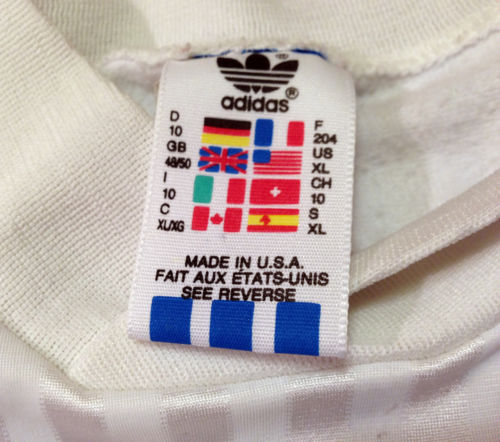 adidas ®
D
10
GB
48/50
I
10
C
XL/XG
F
204
US
XL
CH
10
S
XL
MADE IN U.S.A.
FAIT AUX ÉTATS-UNIS
SEE REVERSE